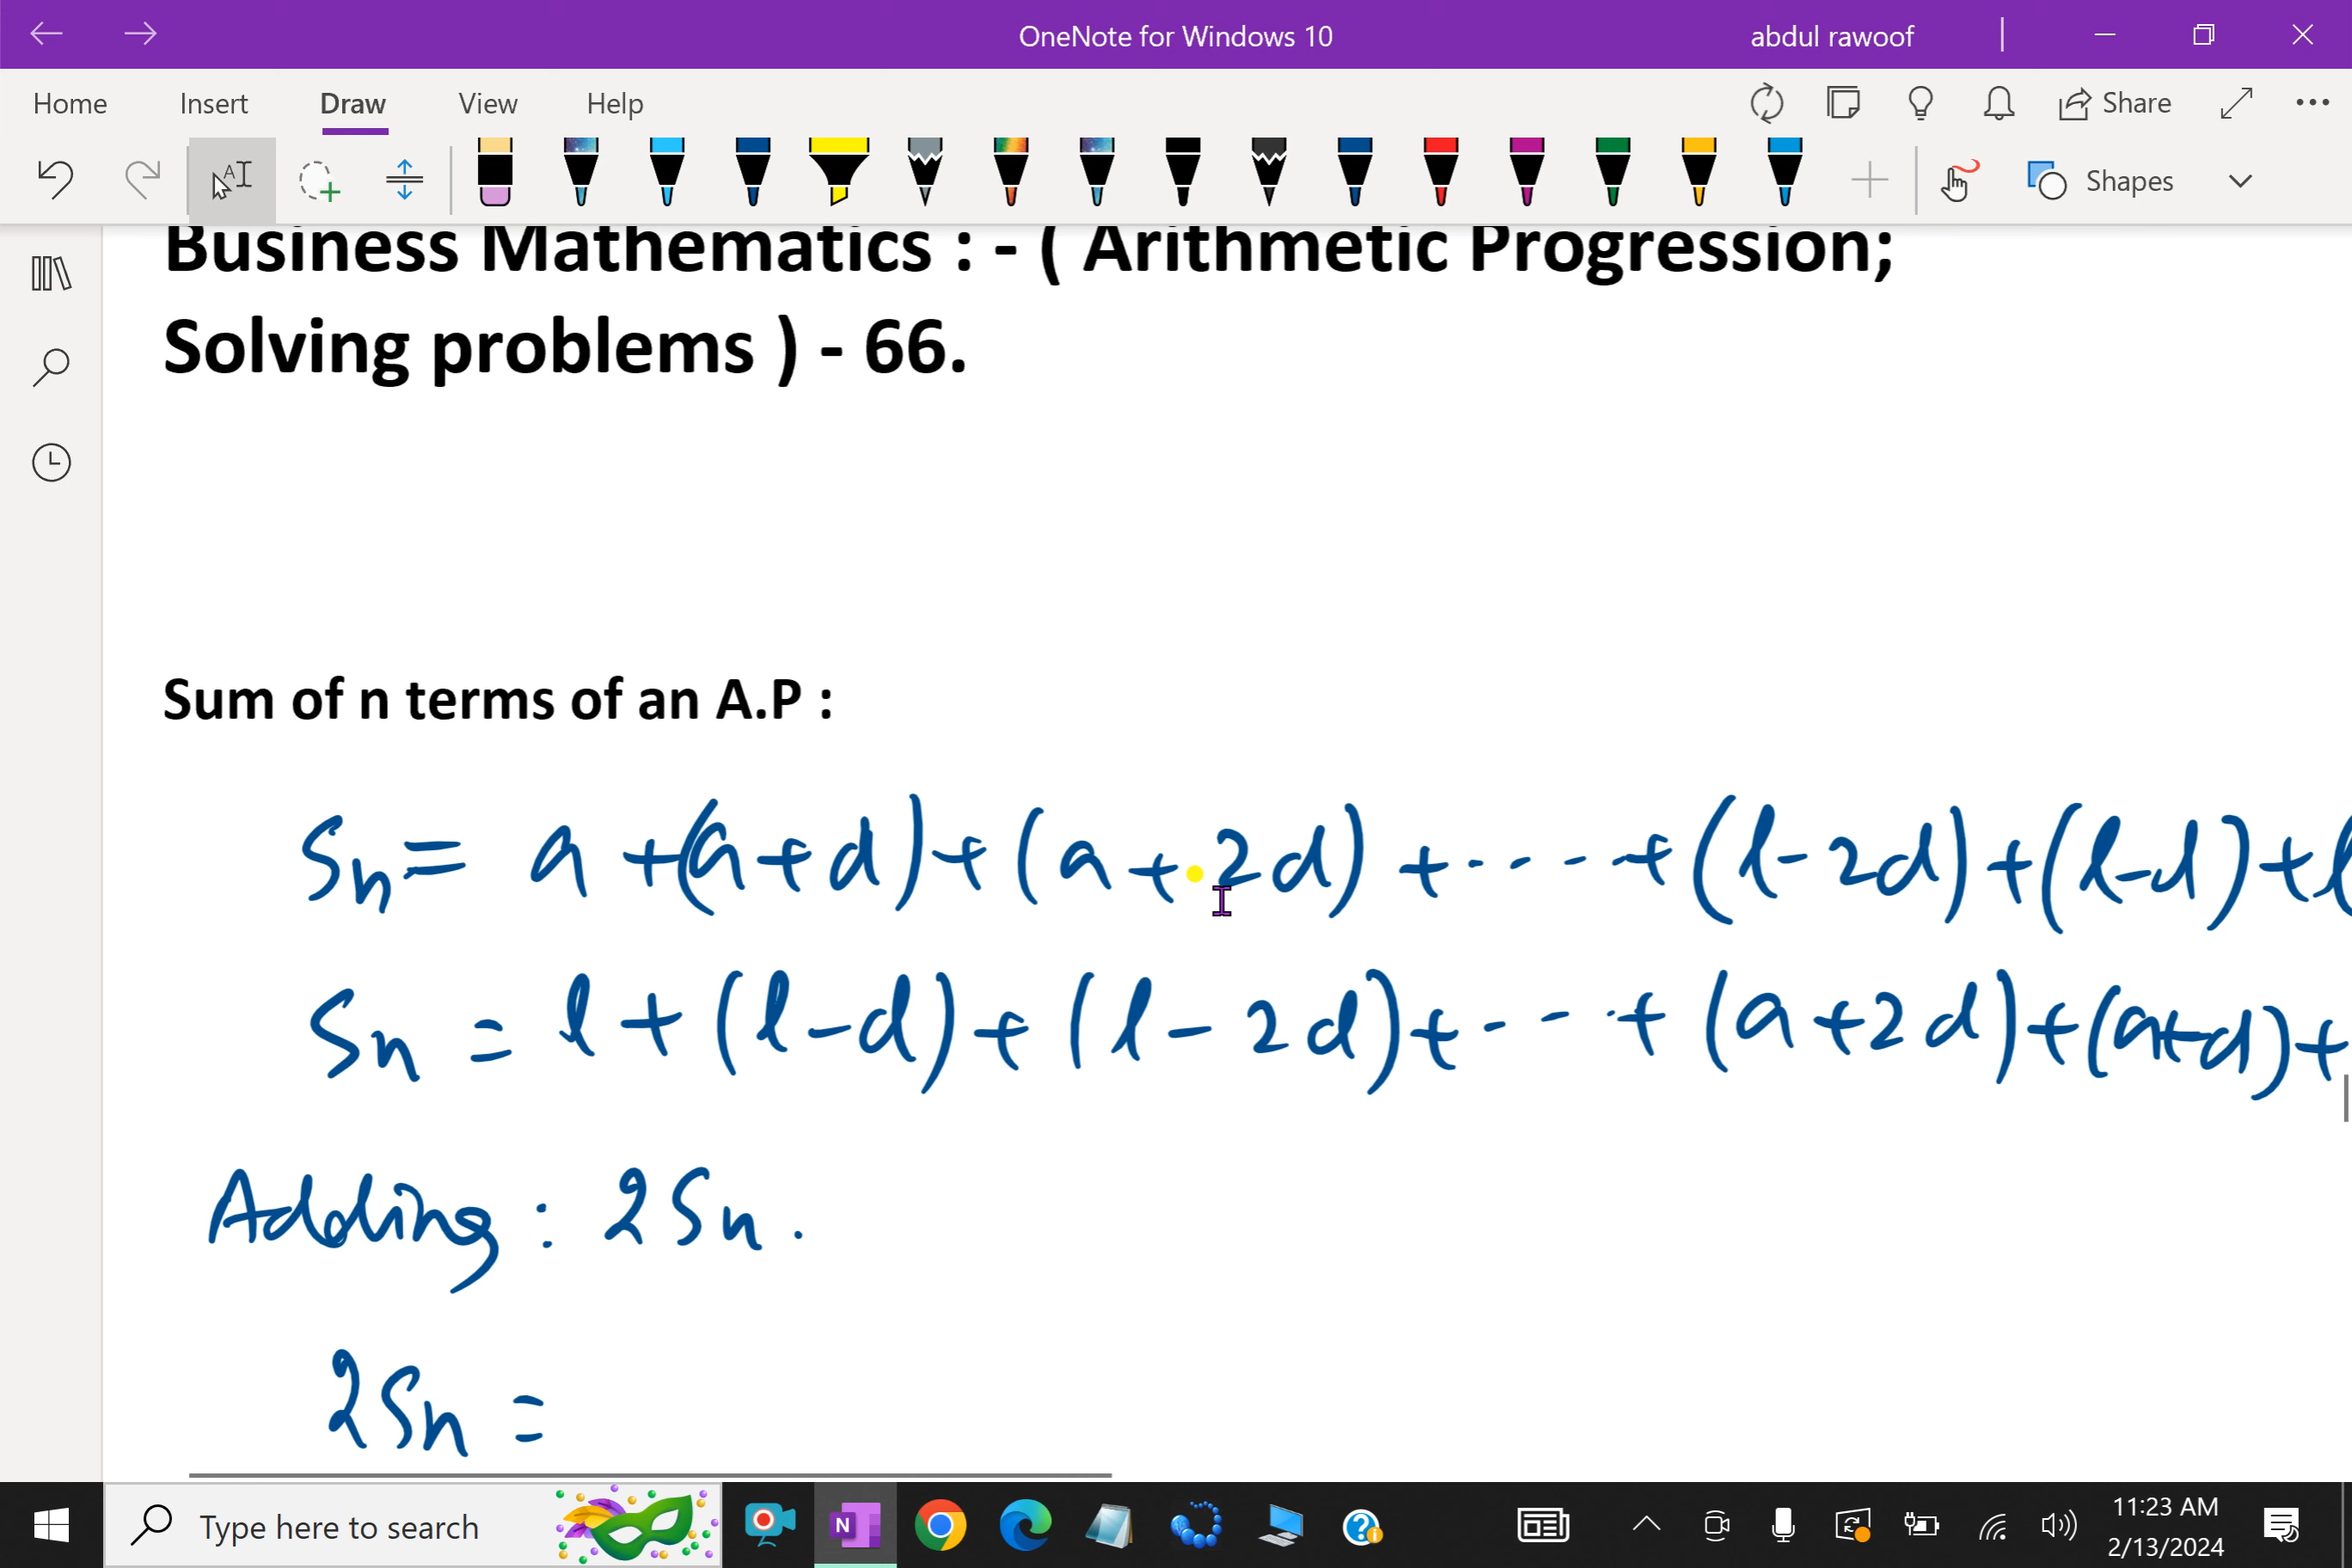 OneNote for Windows 10
abdul rawoof
Home Insert Draw View Help
Share
Shapes
Business Mathematics : - ( Arithmetic Progression;
Solving problems ) - 66.
Sum of n terms of an A.P :
Sn = a +(a+d)+(a+2d)+----+(l-2d)+(l-d)+l
Sn = l+(l-d)+(l-2d)+---+(a+2d)+(a+d)+
Adding : 2Sn.
2Sn =
Type here to search
11:23 AM
2/13/2024